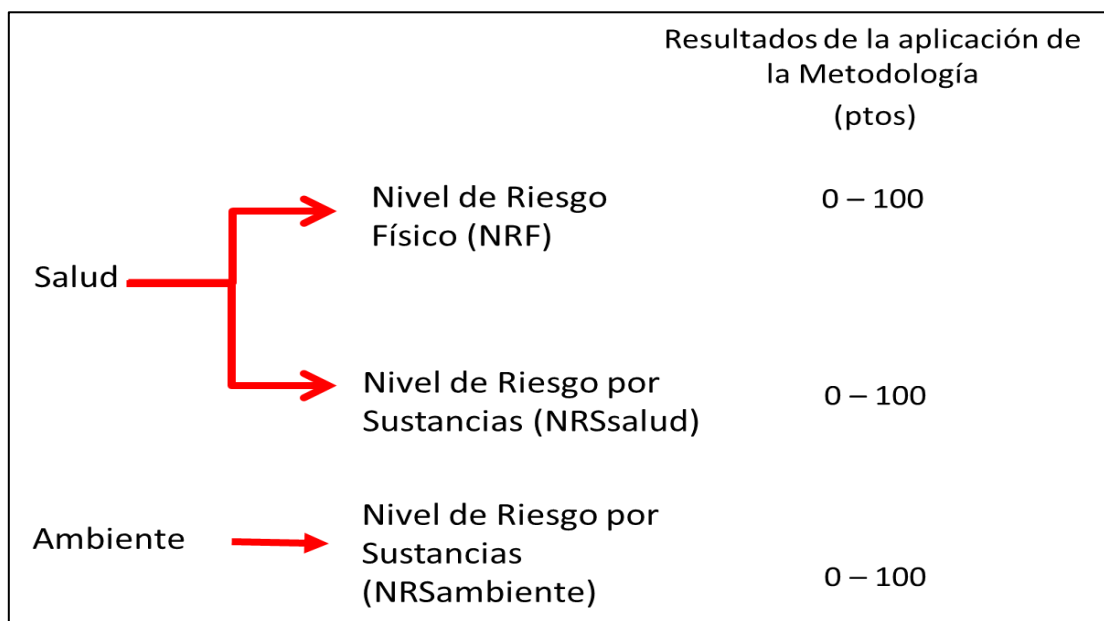 Resultados de la aplicación de
la Metodología
(ptos)
Salud
Nivel de Riesgo
Físico (NRF)
0 – 100
Nivel de Riesgo por
Sustancias (NRSsalud)
0 – 100
Ambiente
Nivel de Riesgo por
Sustancias
(NRSambiente)
0 – 100